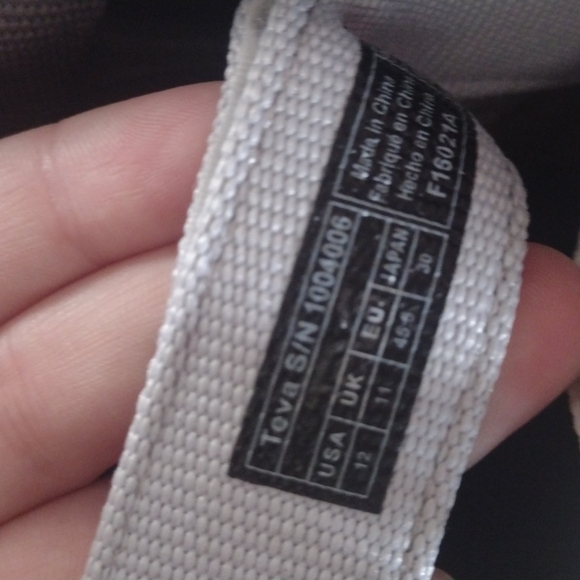 Teva S/N 1004006
USA UK EU JAPAN
12 11 45.5 30
Made in China
Fabriqué en Chine
Hecho en China
F16021A